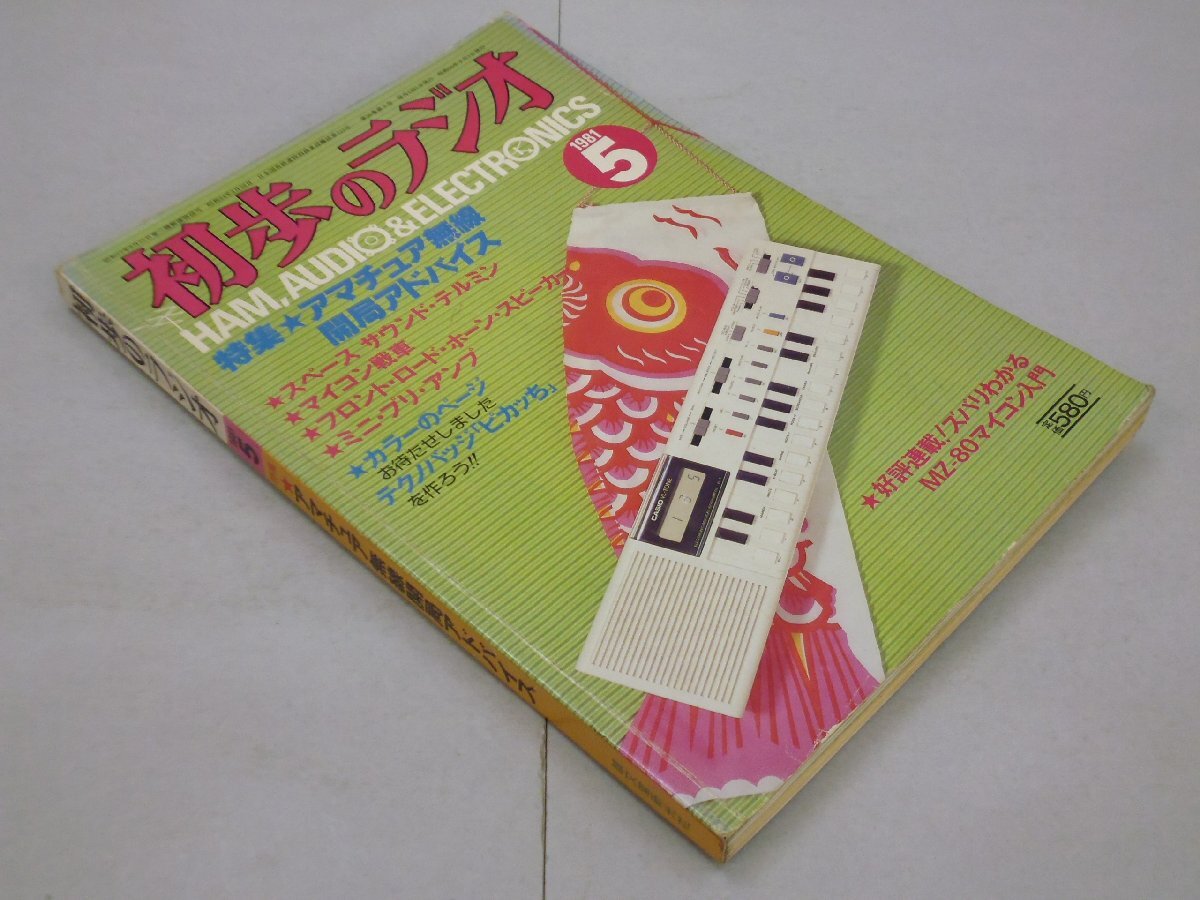 初歩のラジオ
HAM, AUDIO & ELECTRONICS
1981
5
特集★アマチュア無線
開局アドバイス
★スペース サウンド・テルミン
★マイコン戦車
★フロント・ロード・ホーン・スピーカ
★ミニ・プリ・アンプ
★カラーのページ
お待たせしました
テクノバッジ「ピカッち」
を作ろう!!
CASIO VL-TONE
★好評連載!ズバリわかる
MZ-80マイコン入門
定価580円
初歩のラジオ
5
★アマチュア無線開局アドバイス